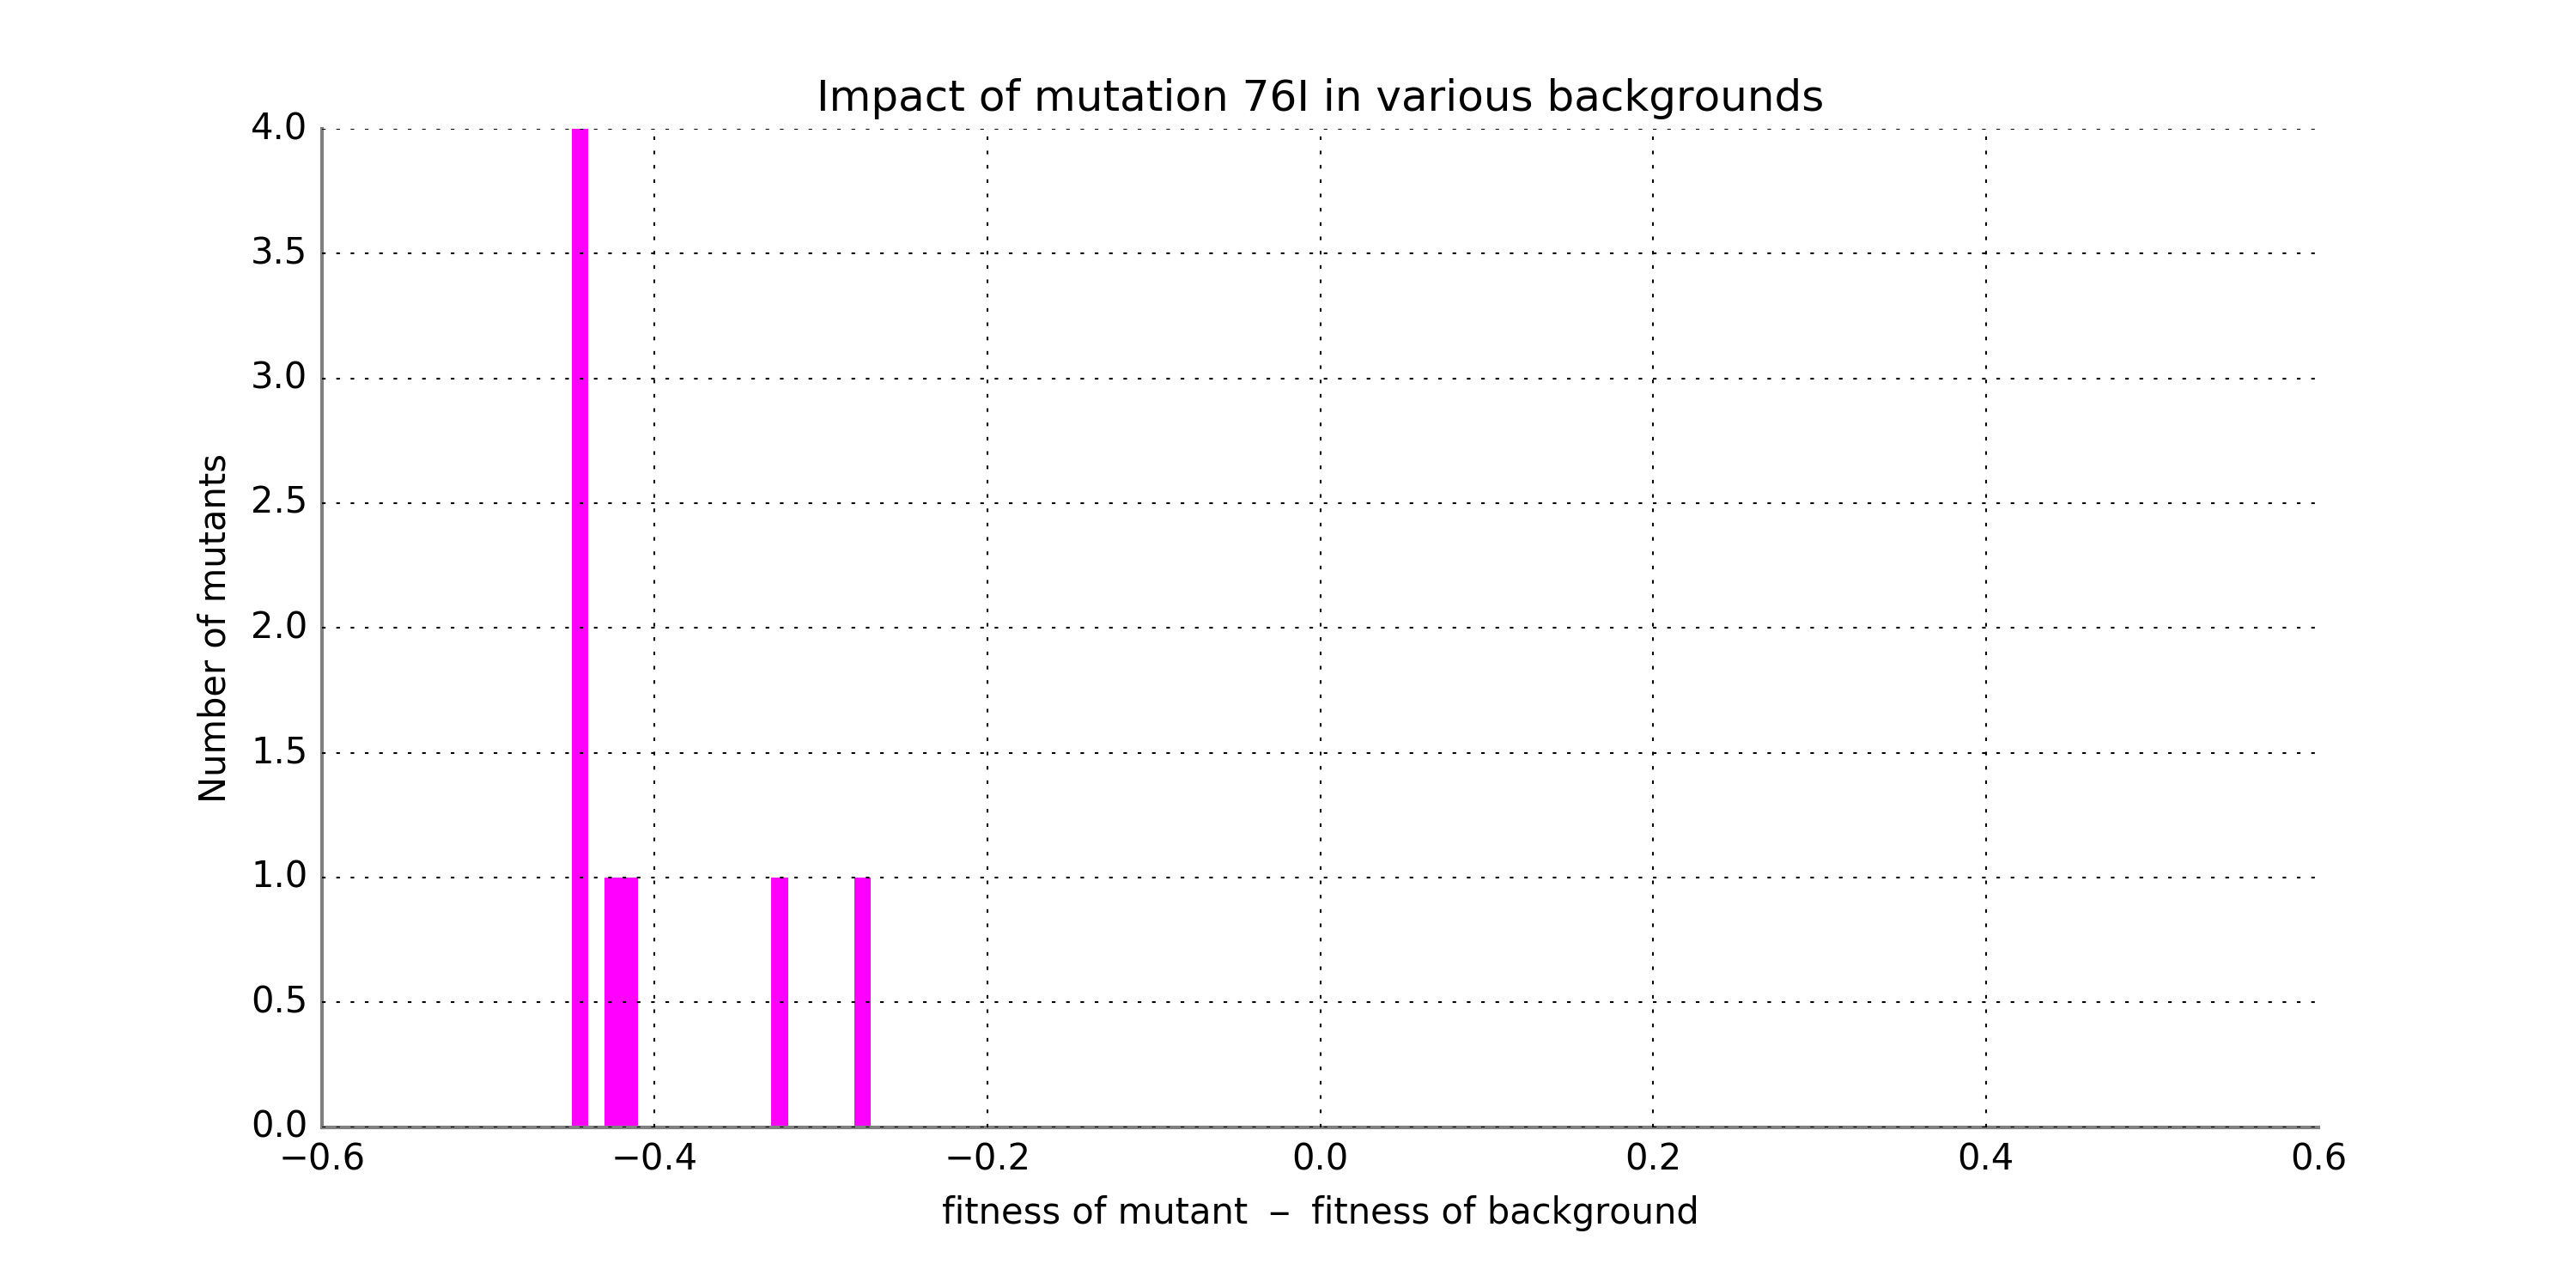 Impact of mutation 76I in various backgrounds
4.0
3.5
3.0
2.5
2.0
1.5
1.0
0.5
0.0
Number of mutants
−0.6 −0.4 −0.2 0.0 0.2 0.4 0.6
fitness of mutant − fitness of background